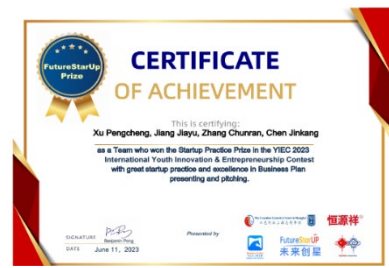 FutureStarUp
Prize
CERTIFICATE
OF ACHIEVEMENT
This is certifying:
Xu Pengcheng, Jiang Jiayu, Zhang Chunran, Chen Jinkang
as a Team who won the Startup Practice Prize in the YIEC 2023
International Youth Innovation & Entrepreneurship Contest
with great startup practice and excellence in Business Plan
presenting and pitching.
恒源祥
SIGNATURE
Benjamin Peng
Presented by
FutureStarUP
未来创星
DATE June 11, 2023